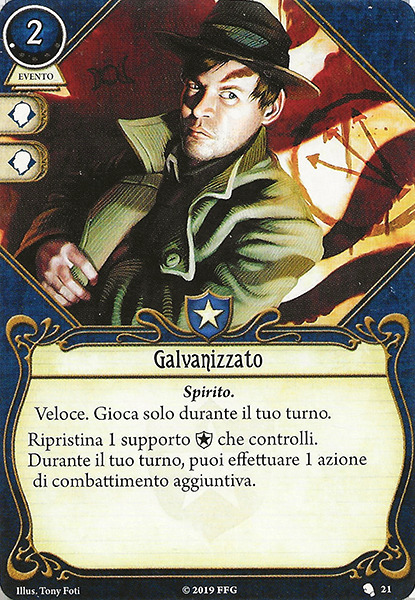 2
EVENTO
Galvanizzato
Spirito.
Veloce. Gioca solo durante il tuo turno.
Ripristina 1 supporto che controlli.
Durante il tuo turno, puoi effettuare 1 azione
di combattimento aggiuntiva.
Illus. Tony Foti
© 2019 FFG
21